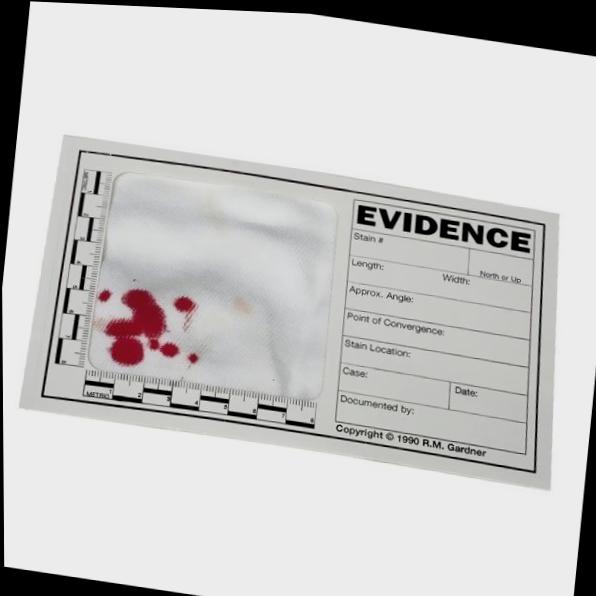 EVIDENCE
Stain #
North or Up
Length: Width:
Approx. Angle:
Point of Convergence:
Stain Location:
Case: Date:
Documented by:
Copyright © 1990 R.M. Gardner
METRIC 1 2 3 4 5 6 7 8